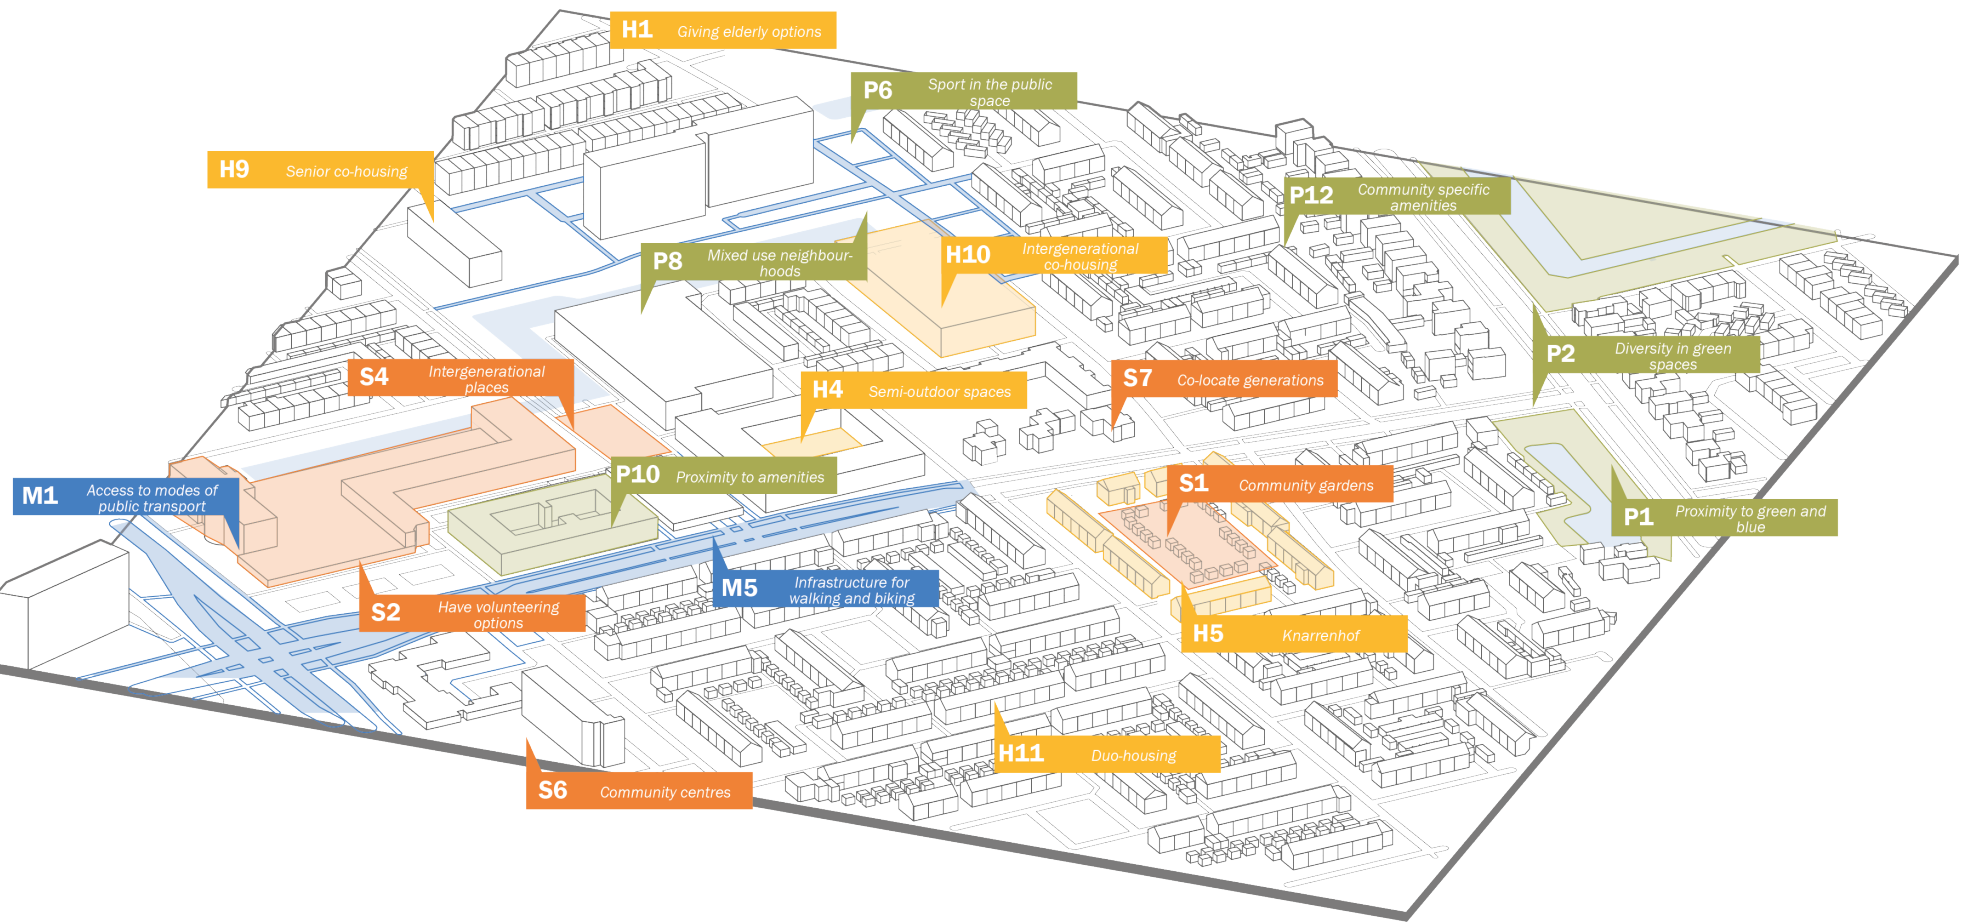 H1 Giving elderly options
P6 Sport in the public
space
H9 Senior co-housing
P12 Community specific
amenities
P8 Mixed use neighbour-
hoods
H10 Intergenerational
co-housing
P2 Diversity in green
spaces
S4 Intergenerational
places
H4 Semi-outdoor spaces
S7 Co-locate generations
M1 Access to modes of
public transport
P10 Proximity to amenities
S1 Community gardens
P1 Proximity to green and
blue
S2 Have volunteering
options
M5 Infrastructure for
walking and biking
H5 Knarrenhof
H11 Duo-housing
S6 Community centres